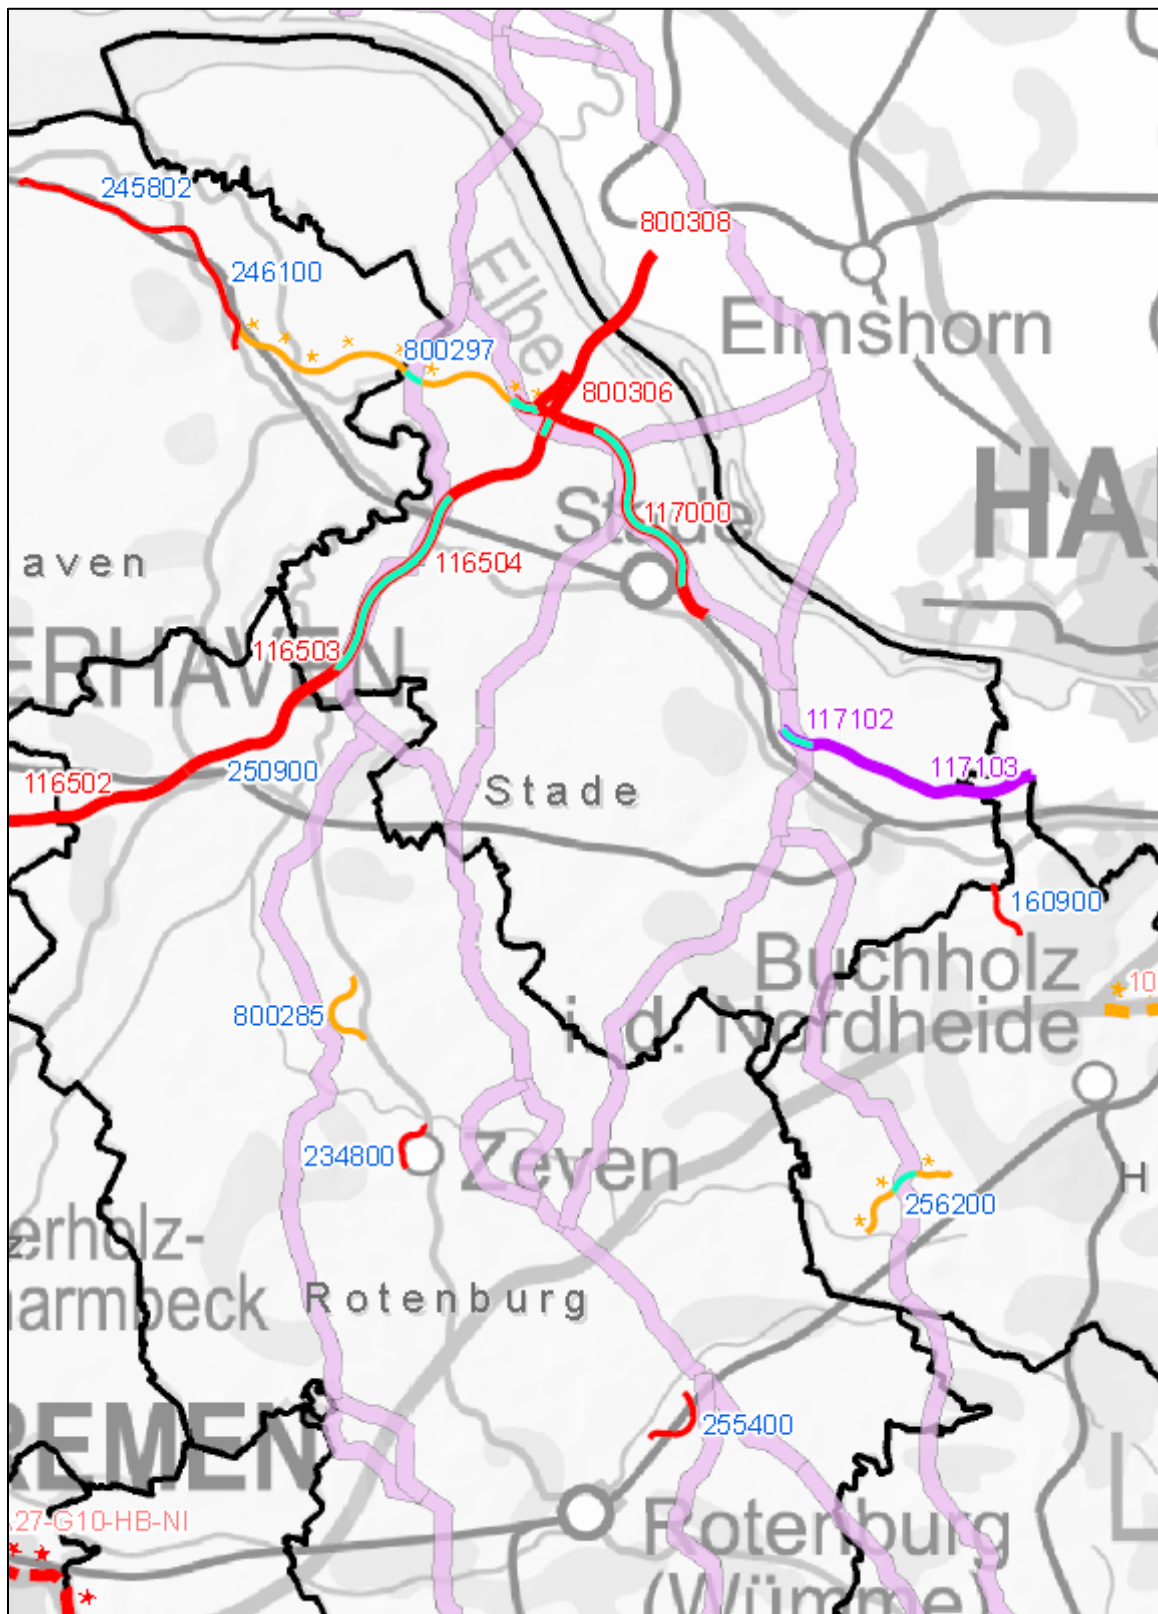 245802
800308
246100
Elbe
Elmshorn
800297
800306
HA
Stade
117000
aven
116504
116503
ERHAVEN
117102
117103
250900
116502
Stade
160900
Buchholz
i. d. Nordheide
10
800285
234800
Zeven
H
256200
erholz-
armbeck
Rotenburg
255400
REMEN
L
27-G10-HB-NI
Rotenburg
(Wümme)